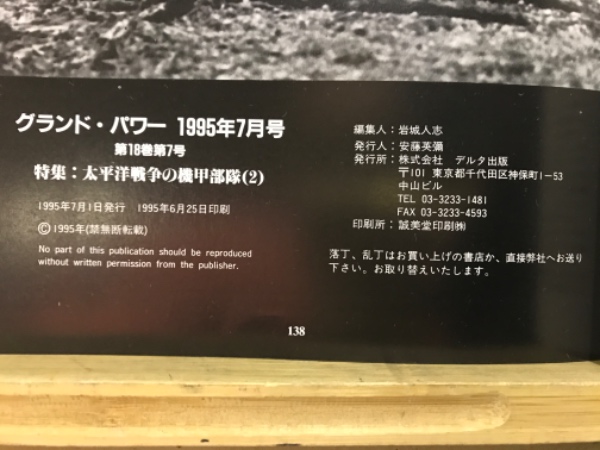 グランド・パワー 1995年7月号
第18巻第7号
特集：太平洋戦争の機甲部隊(2)
1995年7月1日発行　1995年6月25日印刷
Ⓒ1995年(禁無断転載)
No part of this publication should be reproduced
without written permission from the publisher.
編集人：岩城人志
発行人：安藤英彌
発行所：株式会社　デルタ出版
〒101 東京都千代田区神保町1-53
中山ビル
TEL 03-3233-1481
FAX 03-3233-4593
印刷所：誠美堂印刷㈱
落丁、乱丁はお買い上げの書店か、直接弊社へお送り
下さい。お取り替えいたします。
138